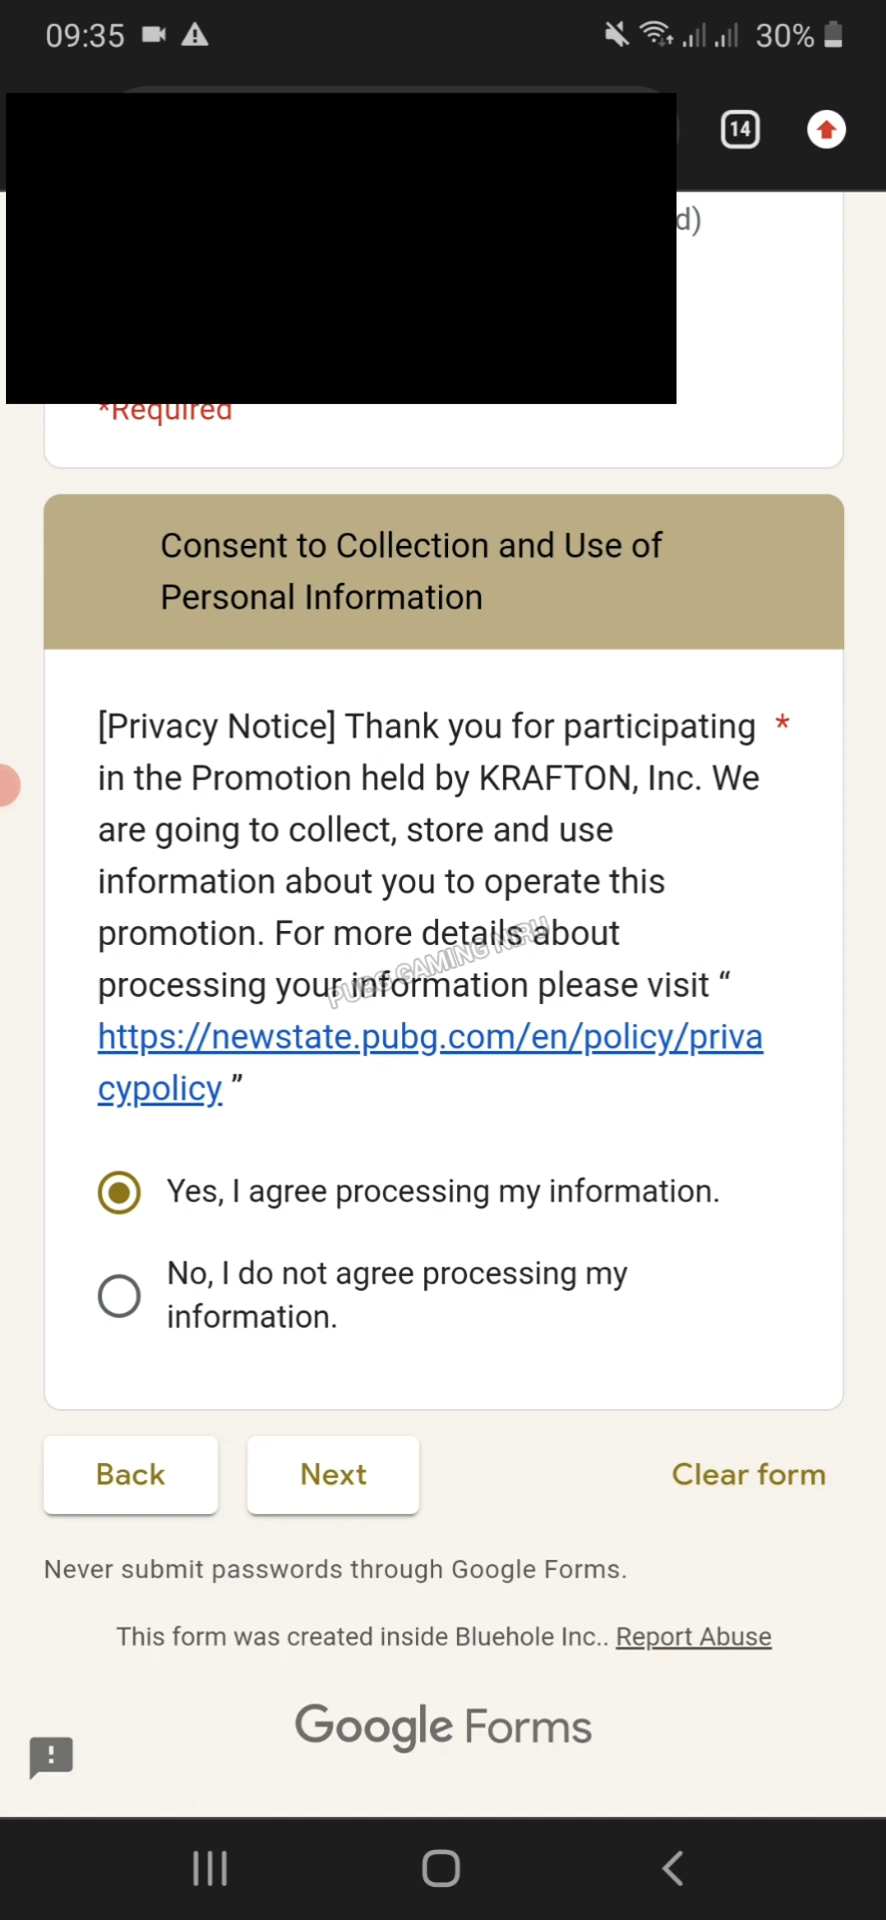 09:35
30%
14
d)
*Required
Consent to Collection and Use of
Personal Information
[Privacy Notice] Thank you for participating *
in the Promotion held by KRAFTON, Inc. We
are going to collect, store and use
information about you to operate this
promotion. For more details about
processing your information please visit “
https://newstate.pubg.com/en/policy/priva
cypolicy ”
PUBG GAMING NIRU
Yes, I agree processing my information.
No, I do not agree processing my
information.
Back
Next
Clear form
Never submit passwords through Google Forms.
This form was created inside Bluehole Inc.. Report Abuse
Google Forms